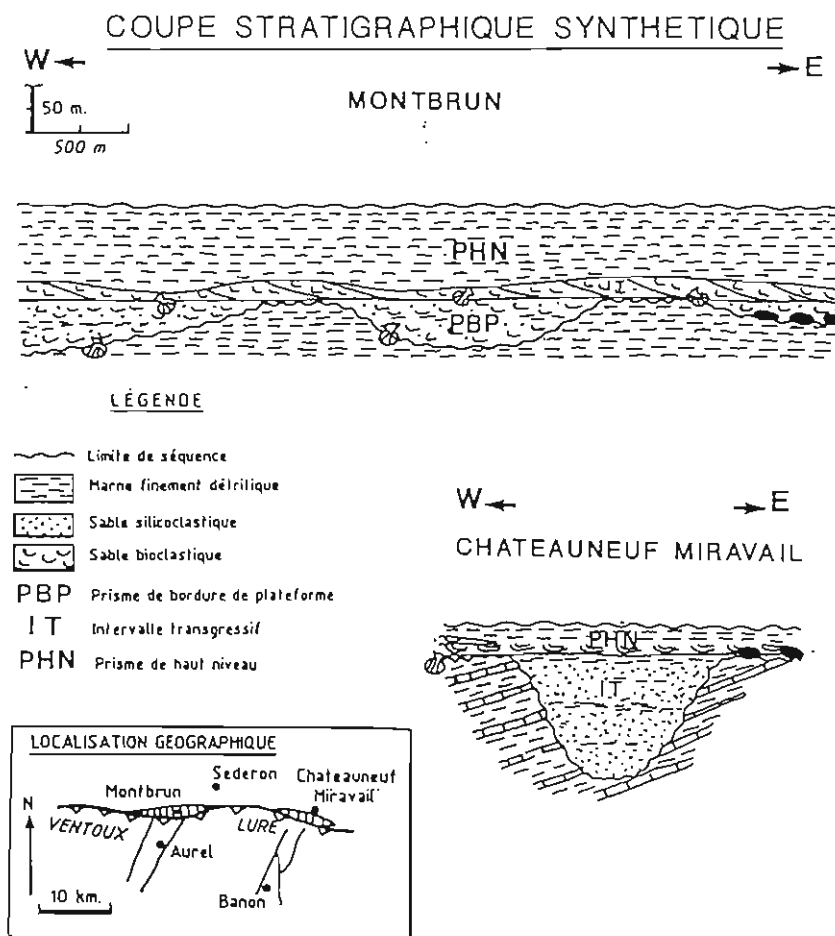 COUPE STRATIGRAPHIQUE SYNTHETIQUE
W E
50 m.
500 m
MONTBRUN
PHN
IT
PBP
LÉGENDE
Limite de séquence
Marne finement détritique
Sable silicoclastique
Sable bioclastique
PBP Prisme de bordure de plateforme
IT Intervalle transgressif
PHN Prisme de haut niveau
W E
CHATEAUNEUF MIRAVAIL
PHN
IT
LOCALISATION GÉOGRAPHIQUE
Sederon
Montbrun
Chateauneuf
Miravail
N
VENTOUX
LURE
Aurel
Banon
10 km.